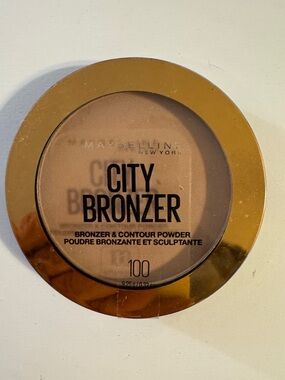 MAYBELLINE
NEW YORK
CITY
BRONZER
BRONZER & CONTOUR POWDER
POUDRE BRONZANTE ET SCULPTANTE
100